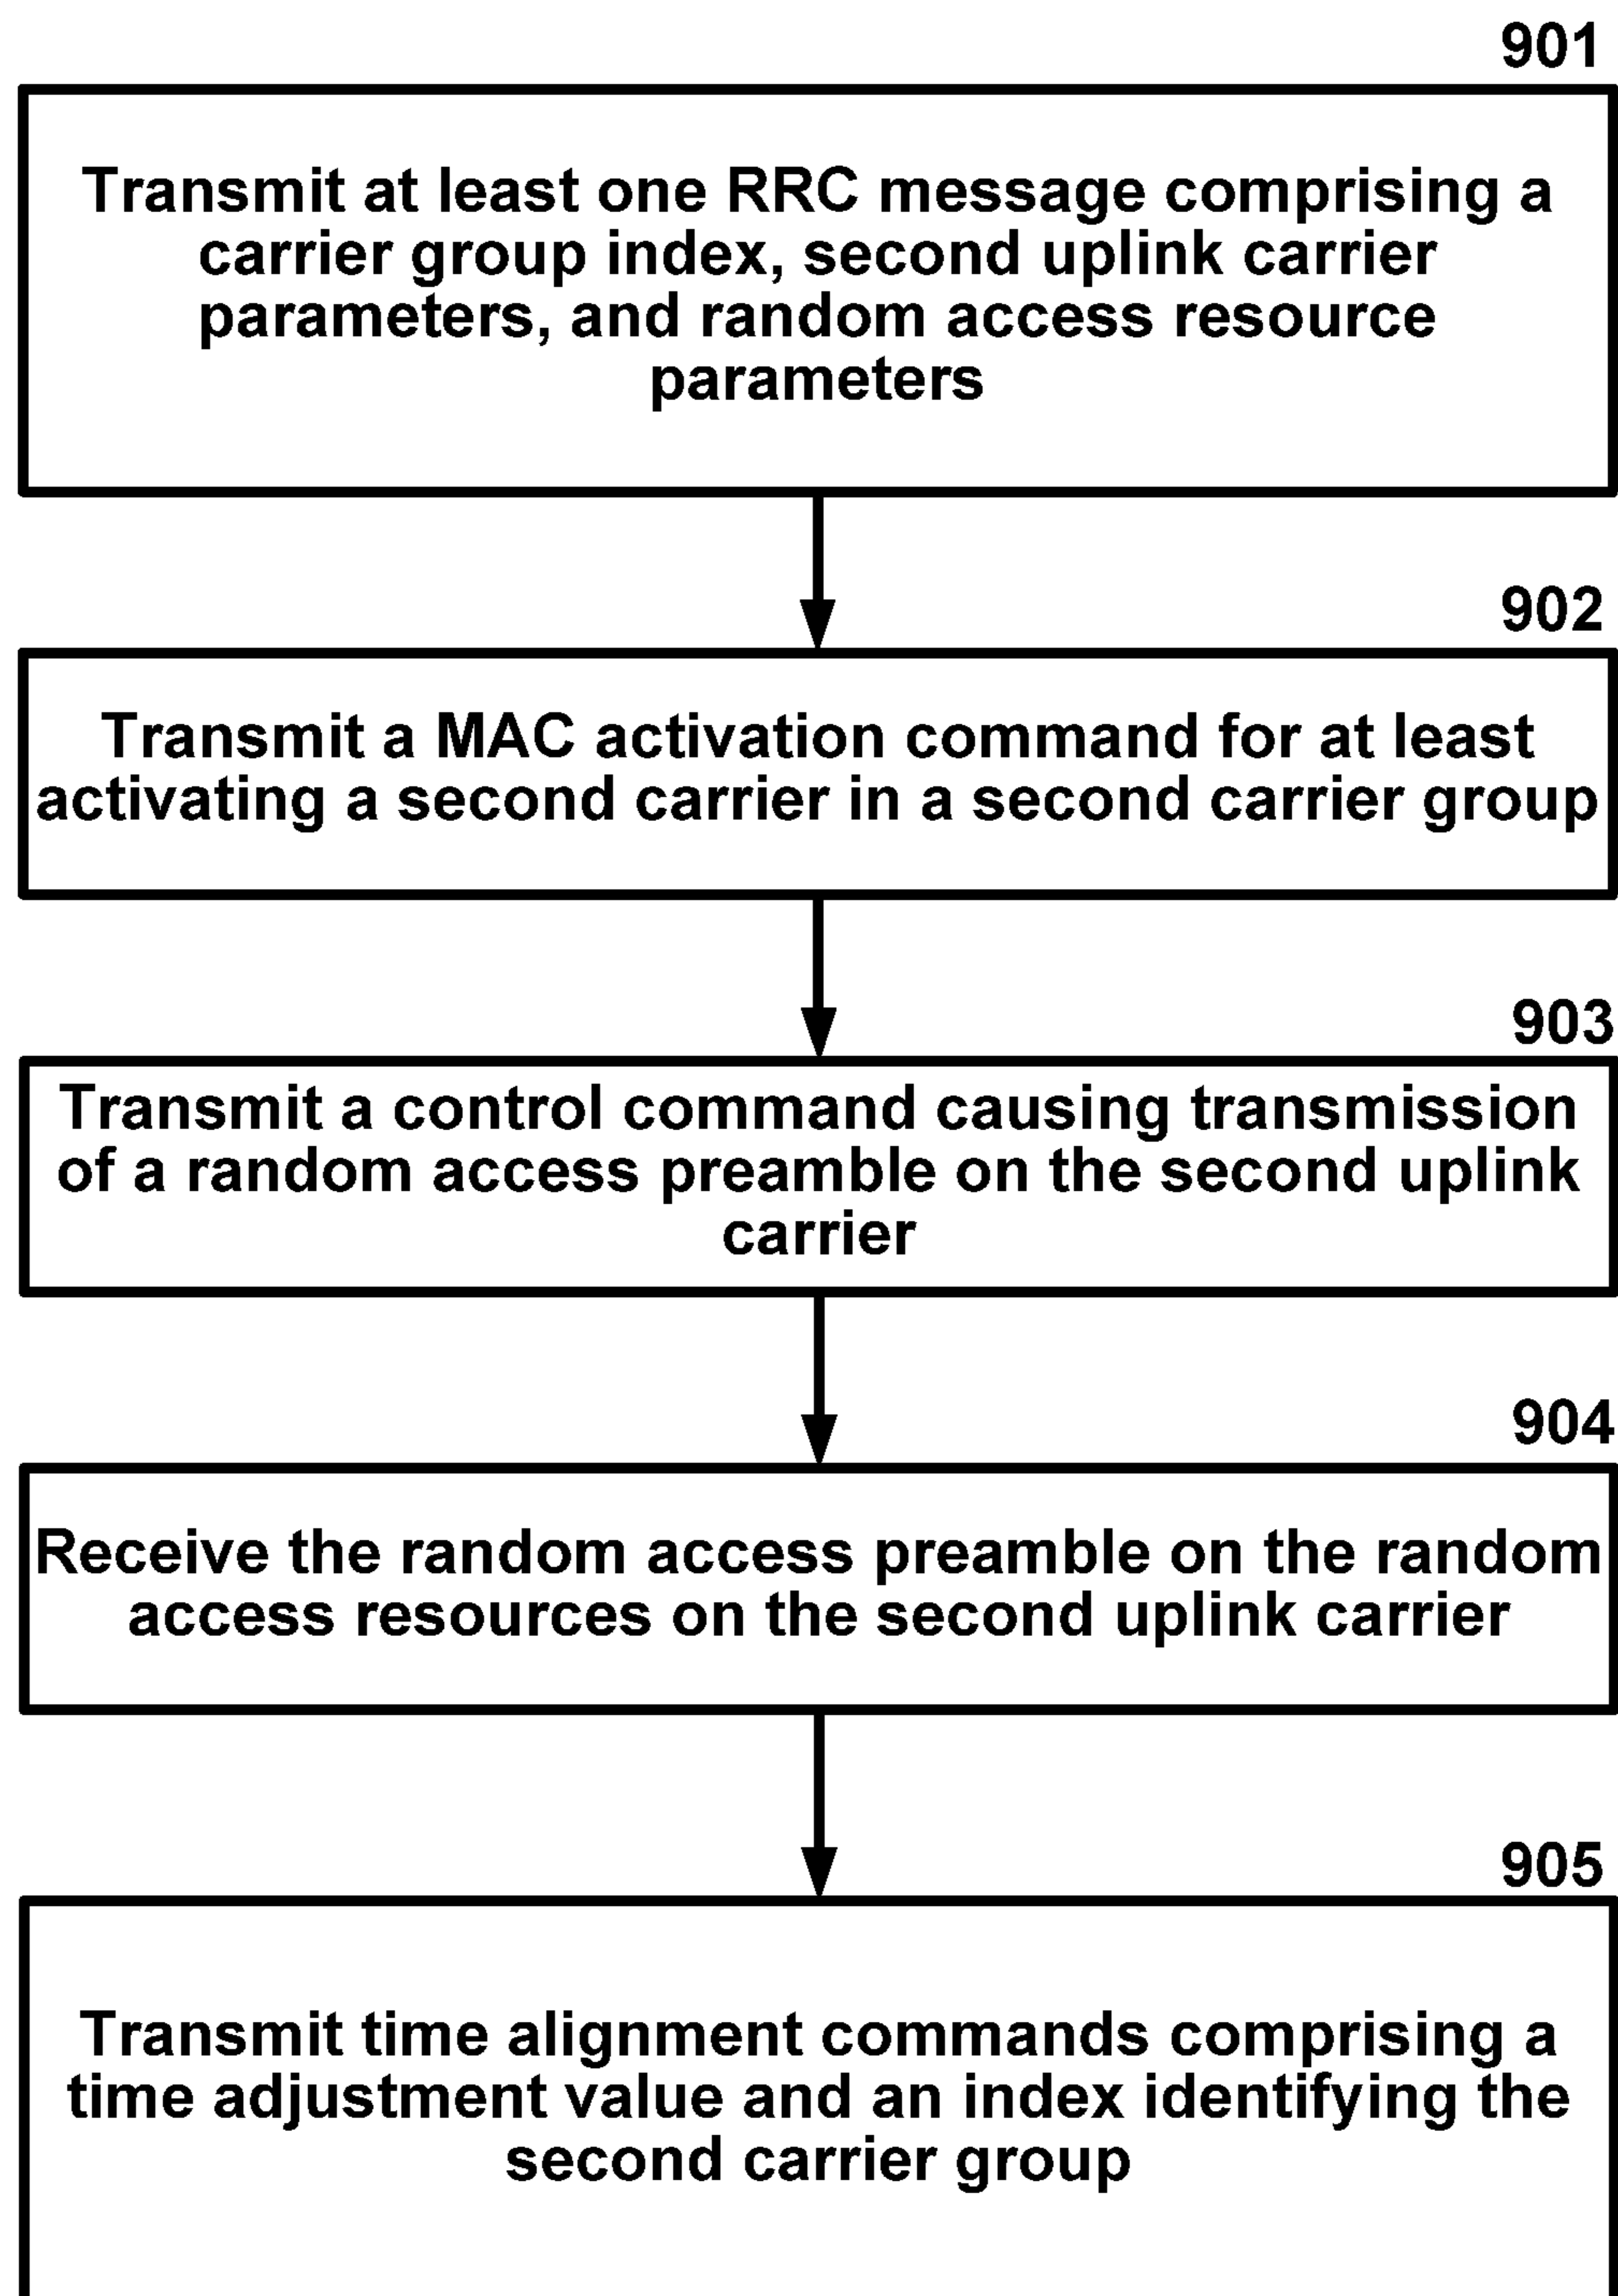 901
Transmit at least one RRC message comprising a
carrier group index, second uplink carrier
parameters, and random access resource
parameters
902
Transmit a MAC activation command for at least
activating a second carrier in a second carrier group
903
Transmit a control command causing transmission
of a random access preamble on the second uplink
carrier
904
Receive the random access preamble on the random
access resources on the second uplink carrier
905
Transmit time alignment commands comprising a
time adjustment value and an index identifying the
second carrier group